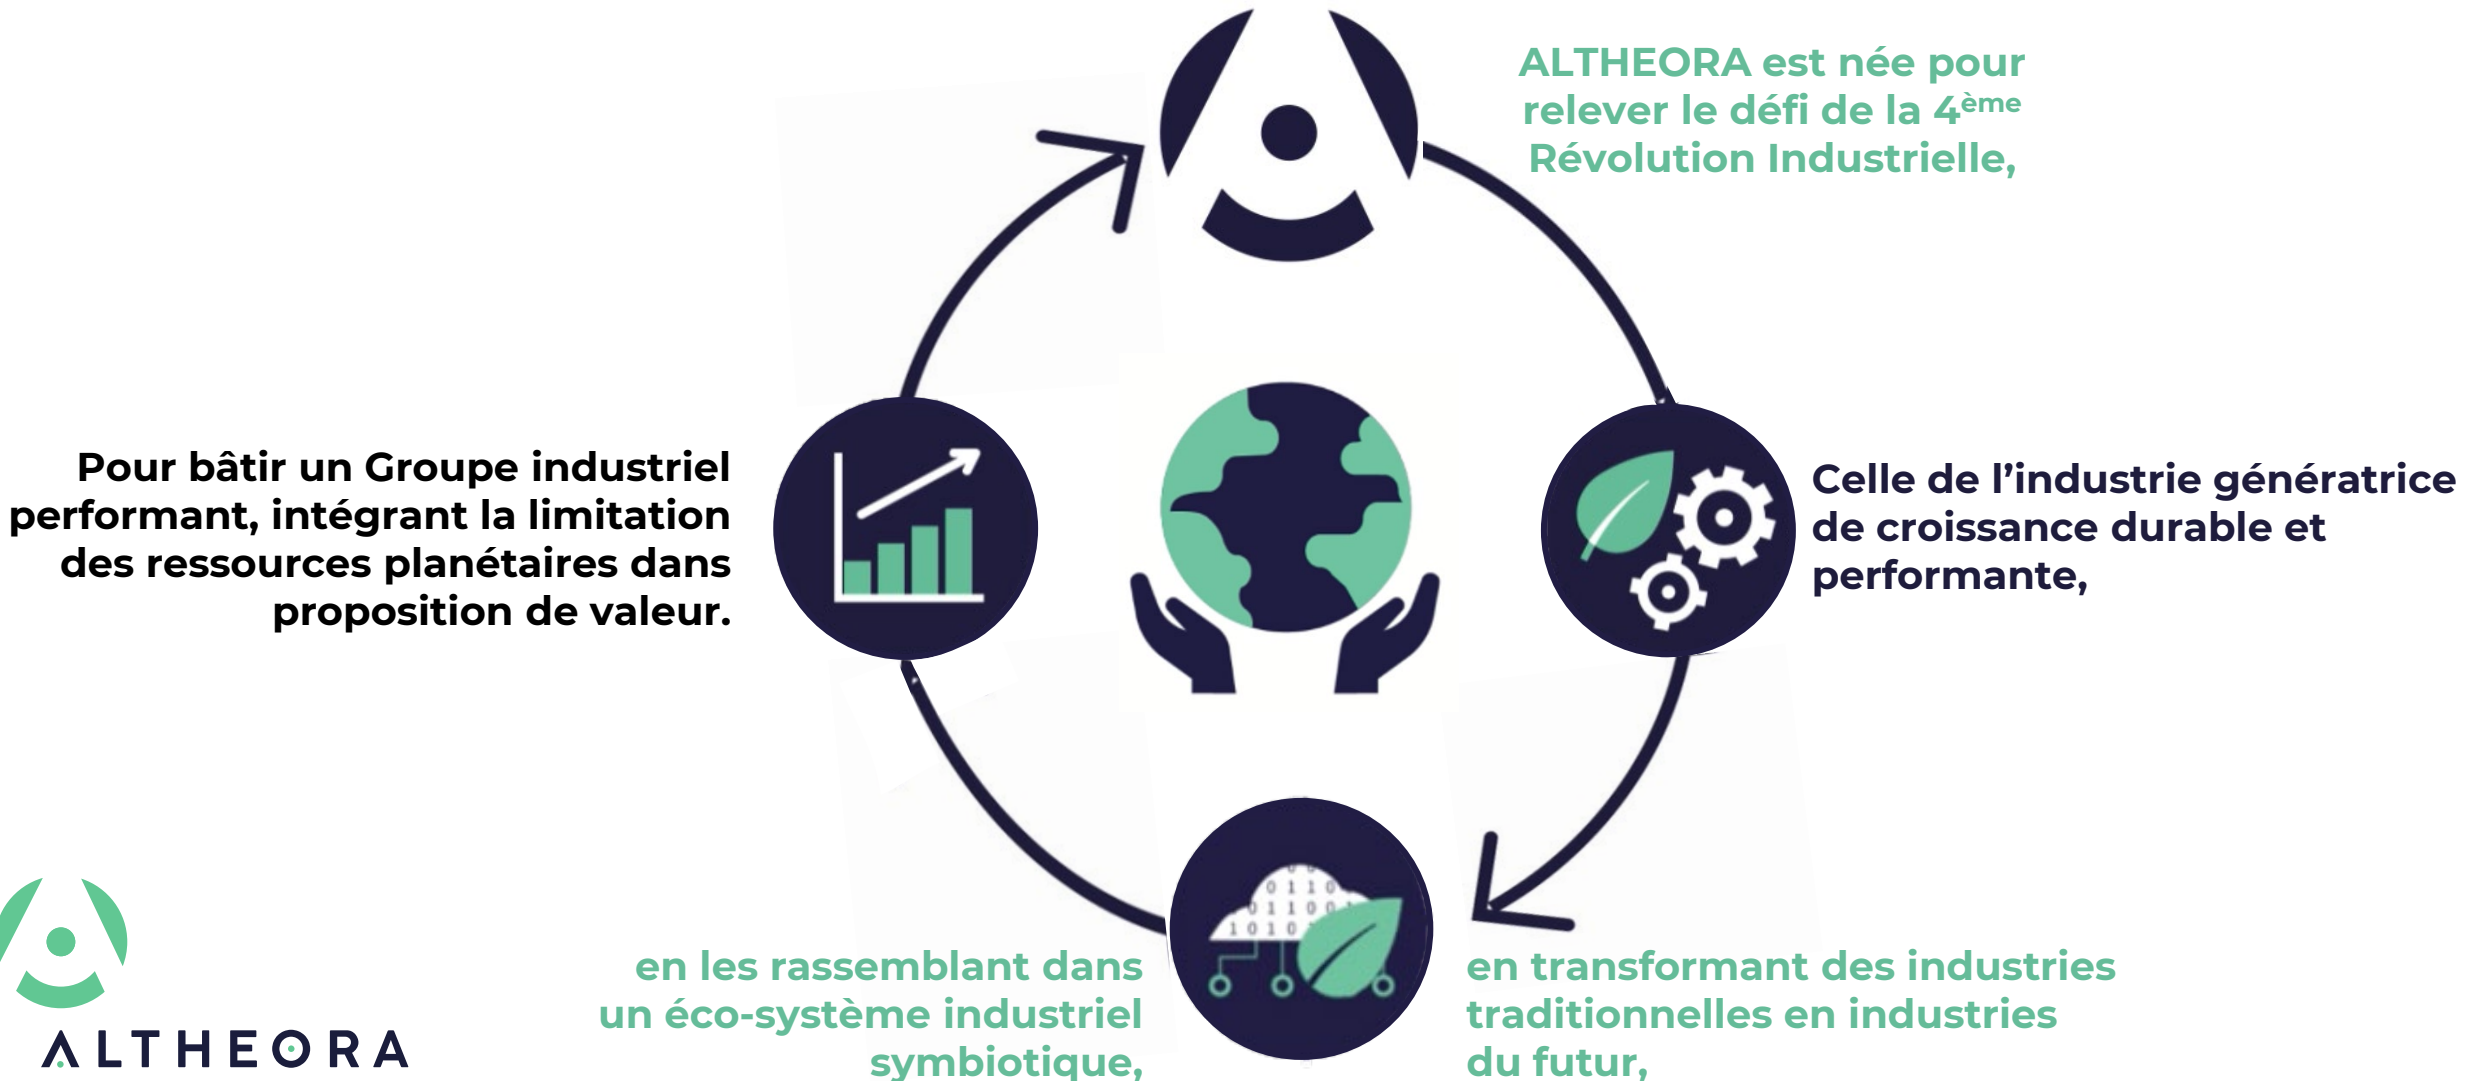 ALTHEORA est née pour
relever le défi de la 4ème
Révolution Industrielle,
Celle de l’industrie génératrice
de croissance durable et
performante,
en transformant des industries
traditionnelles en industries
du futur,
en les rassemblant dans
un éco-système industriel
symbiotique,
Pour bâtir un Groupe industriel
performant, intégrant la limitation
des ressources planétaires dans
proposition de valeur.
ALTHEORA